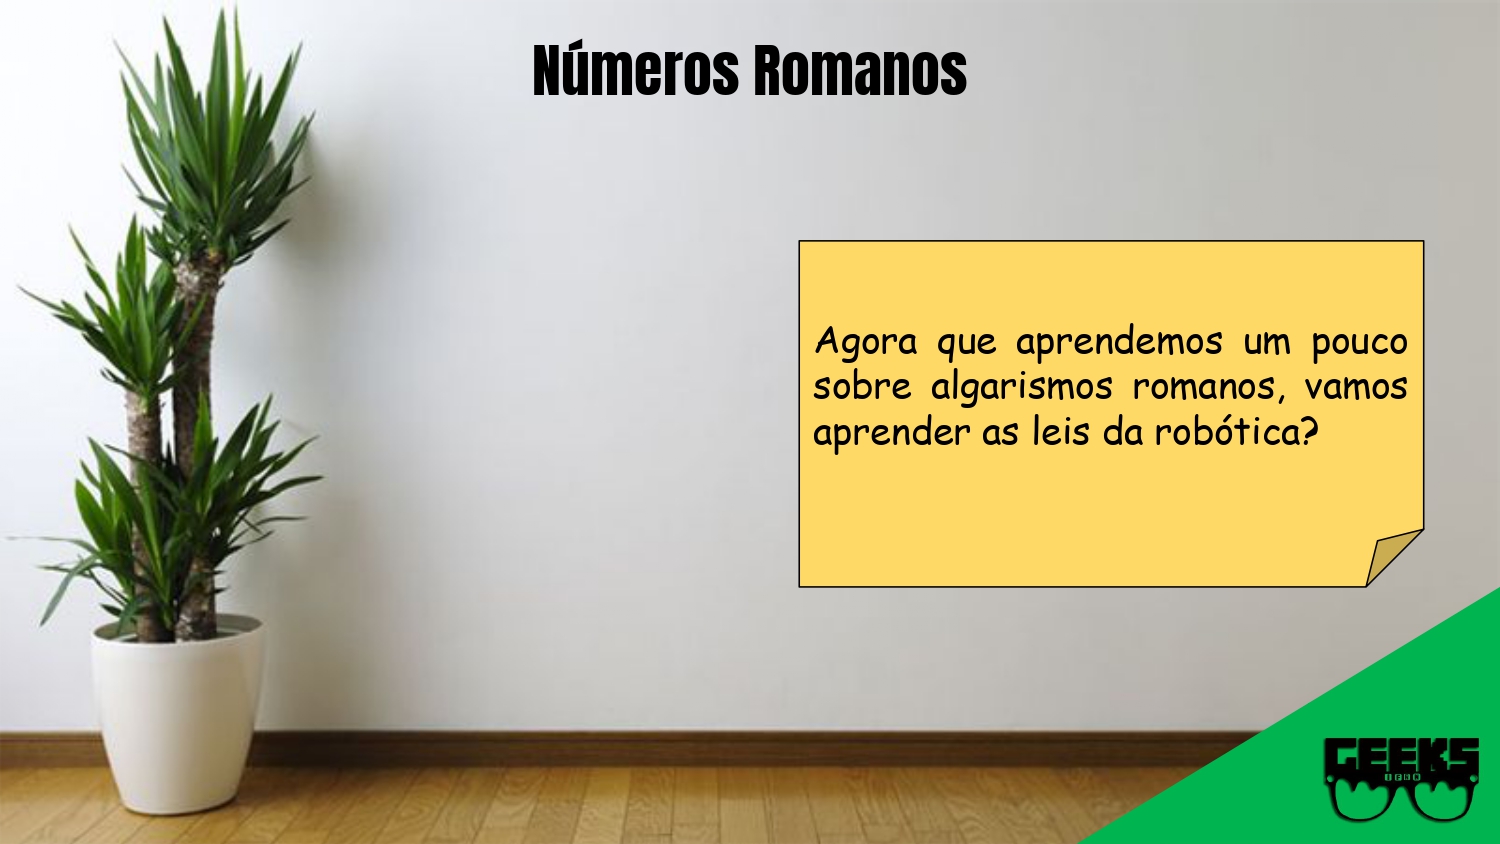 Números Romanos
Agora que aprendemos um pouco
sobre algarismos romanos, vamos
aprender as leis da robótica?
GEEKS